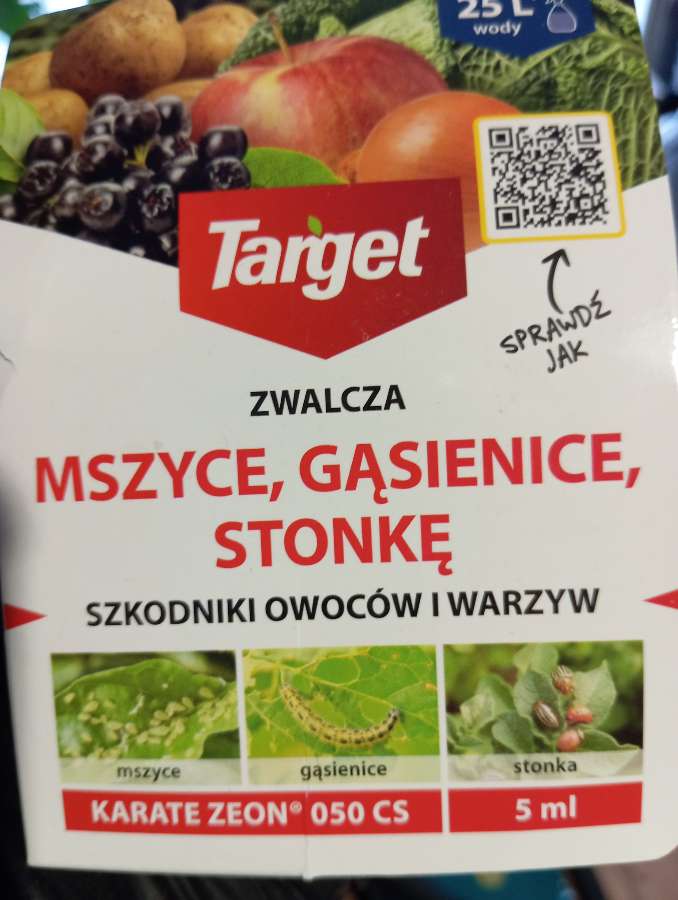 25 L
wody
Target
SPRAWDŹ
JAK
ZWALCZA
MSZYCE, GĄSIENICE,
STONKĘ
SZKODNIKI OWOCÓW I WARZYW
mszyce
gąsienice
stonka
KARATE ZEON® 050 CS
5 ml